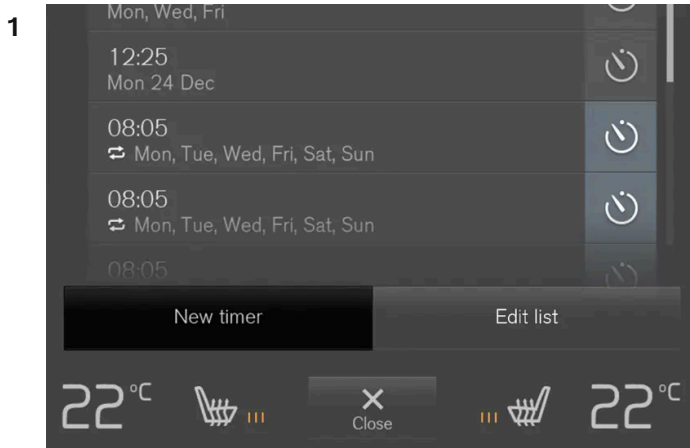 1
Mon, Wed, Fri
12:25
Mon 24 Dec
08:05
Mon, Tue, Wed, Fri, Sat, Sun
08:05
Mon, Tue, Wed, Fri, Sat, Sun
08:05
New timer Edit list
22°C Close 22°C